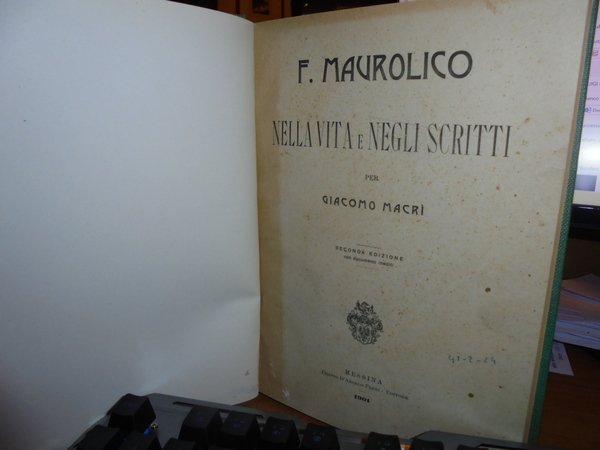 F. MAUROLICO
NELLA VITA E NEGLI SCRITTI
PER
GIACOMO MACRÌ
SECONDA EDIZIONE
MESSINA
1901